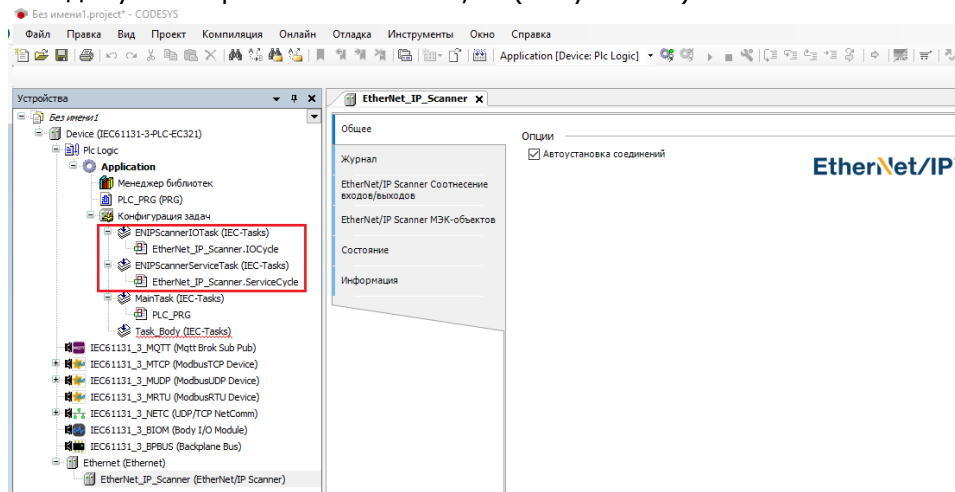 Без имени1.project* - CODESYS
Файл Правка Вид Проект Компиляция Онлайн Отладка Инструменты Окно Справка
Application [Device: Plc Logic]
Устройства
EtherNet_IP_Scanner
Без имени1
Device (IEC61131-3-PLC-EC321)
Plc Logic
Application
Менеджер библиотек
PLC_PRG (PRG)
Конфигурация задач
ENIPScannerIOTask (IEC-Tasks)
EtherNet_IP_Scanner.IOCycle
ENIPScannerServiceTask (IEC-Tasks)
EtherNet_IP_Scanner.ServiceCycle
MainTask (IEC-Tasks)
PLC_PRG
Task_Body (IEC-Tasks)
IEC61131_3_MQTT (Mqtt Brok Sub Pub)
IEC61131_3_MTCP (ModbusTCP Device)
IEC61131_3_MUDP (ModbusUDP Device)
IEC61131_3_MRTU (ModbusRTU Device)
IEC61131_3_NETC (UDP/TCP NetComm)
IEC61131_3_BIOM (Body I/O Module)
IEC61131_3_BPBUS (Backplane Bus)
Ethernet (Ethernet)
EtherNet_IP_Scanner (EtherNet/IP Scanner)
Общее
Журнал
EtherNet/IP Scanner Соотнесение
входов/выходов
EtherNet/IP Scanner МЭК-объектов
Состояние
Информация
Опции
Автоустановка соединений
EtherNet/IP